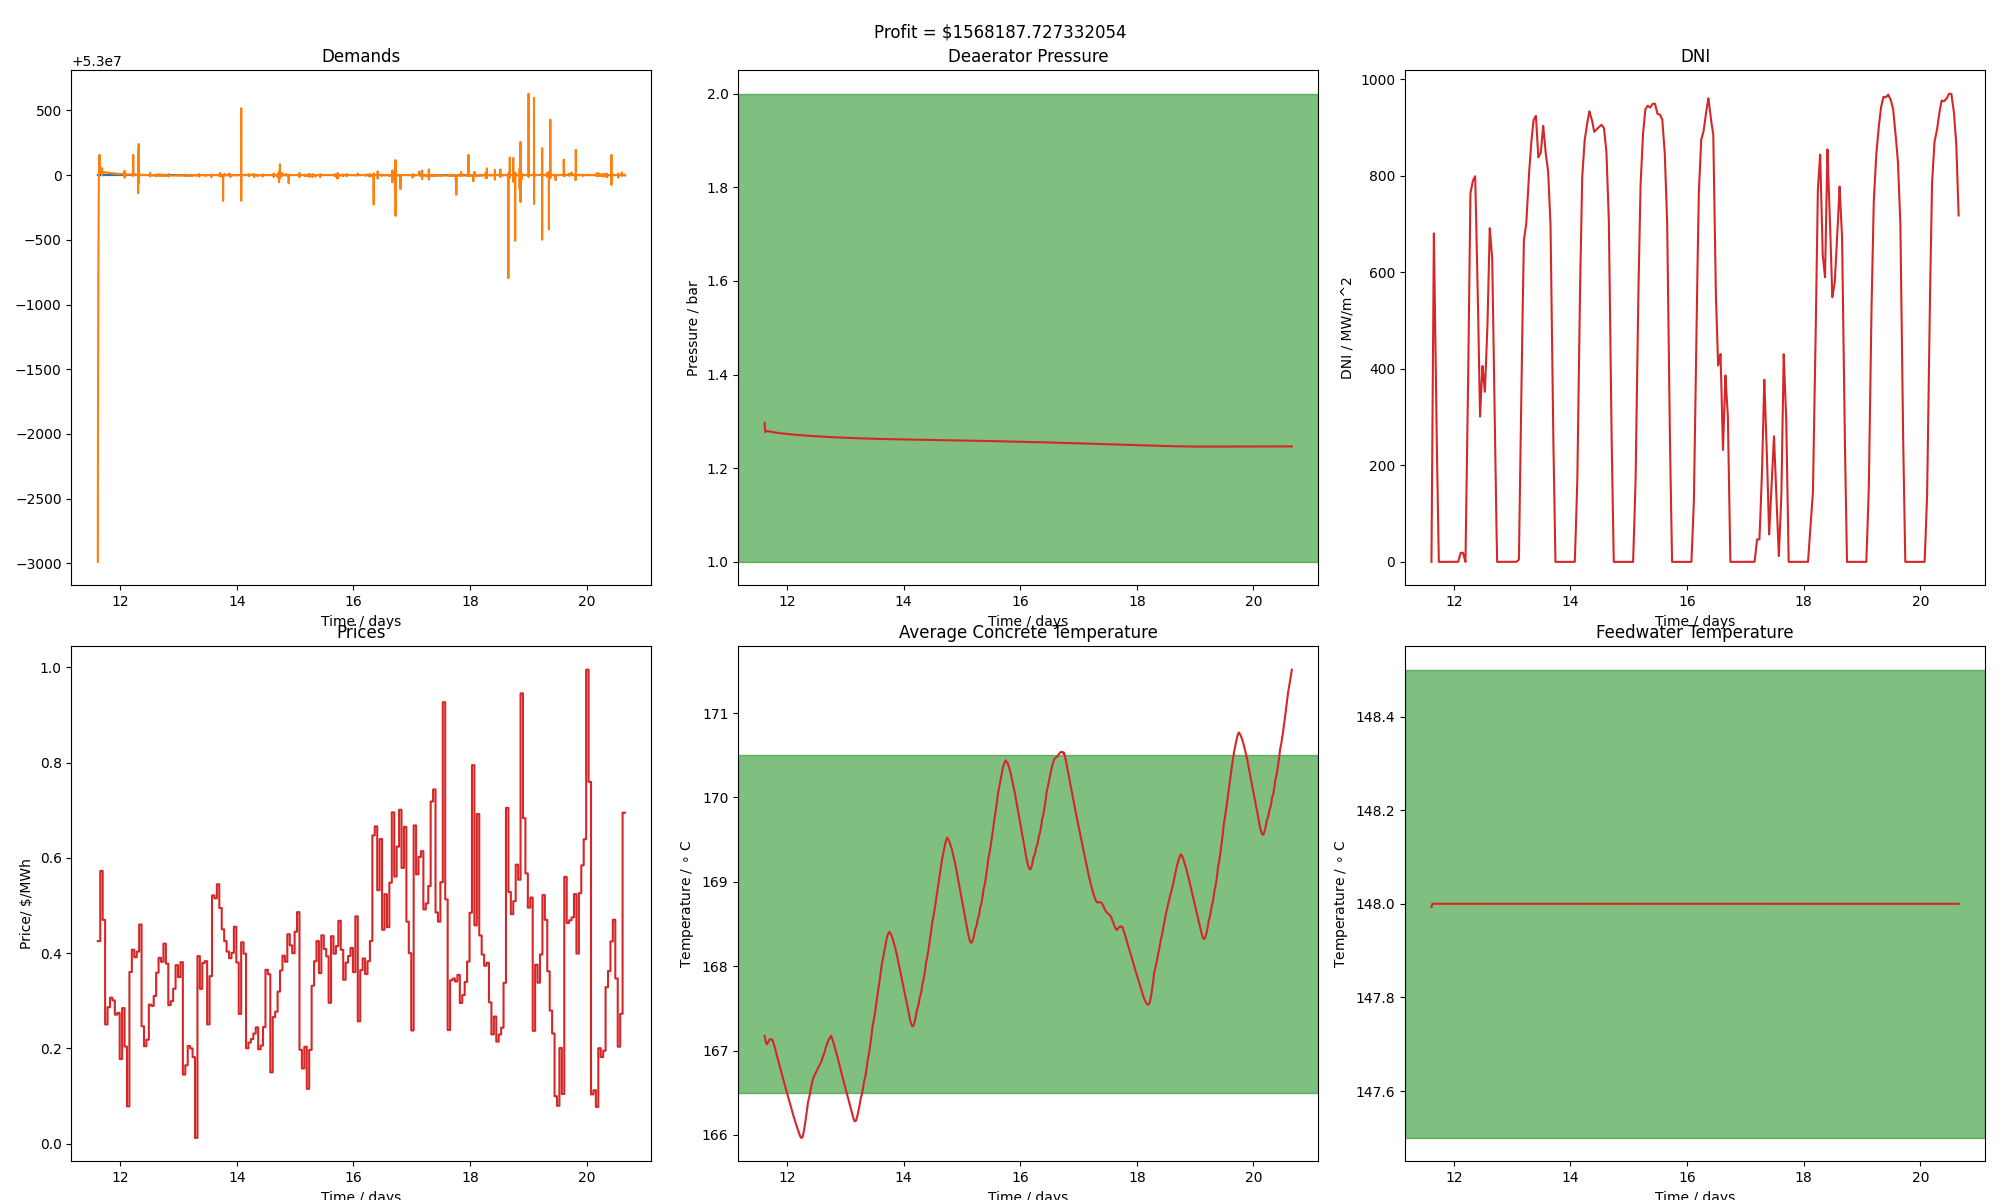 Profit = $1568187.727332054
Demands
+5.3e7
500
0
−500
−1000
−1500
−2000
−2500
−3000
12 14 16 18 20
Time / days
Deaerator Pressure
Pressure / bar
2.0
1.8
1.6
1.4
1.2
1.0
12 14 16 18 20
Time / days
DNI
DNI / MW/m^2
1000
800
600
400
200
0
12 14 16 18 20
Time / days
Prices
Price/ $/MWh
1.0
0.8
0.6
0.4
0.2
0.0
12 14 16 18 20
Time / days
Average Concrete Temperature
Temperature / ∘ C
171
170
169
168
167
166
12 14 16 18 20
Time / days
Feedwater Temperature
Temperature / ∘ C
148.4
148.2
148.0
147.8
147.6
12 14 16 18 20
Time / days